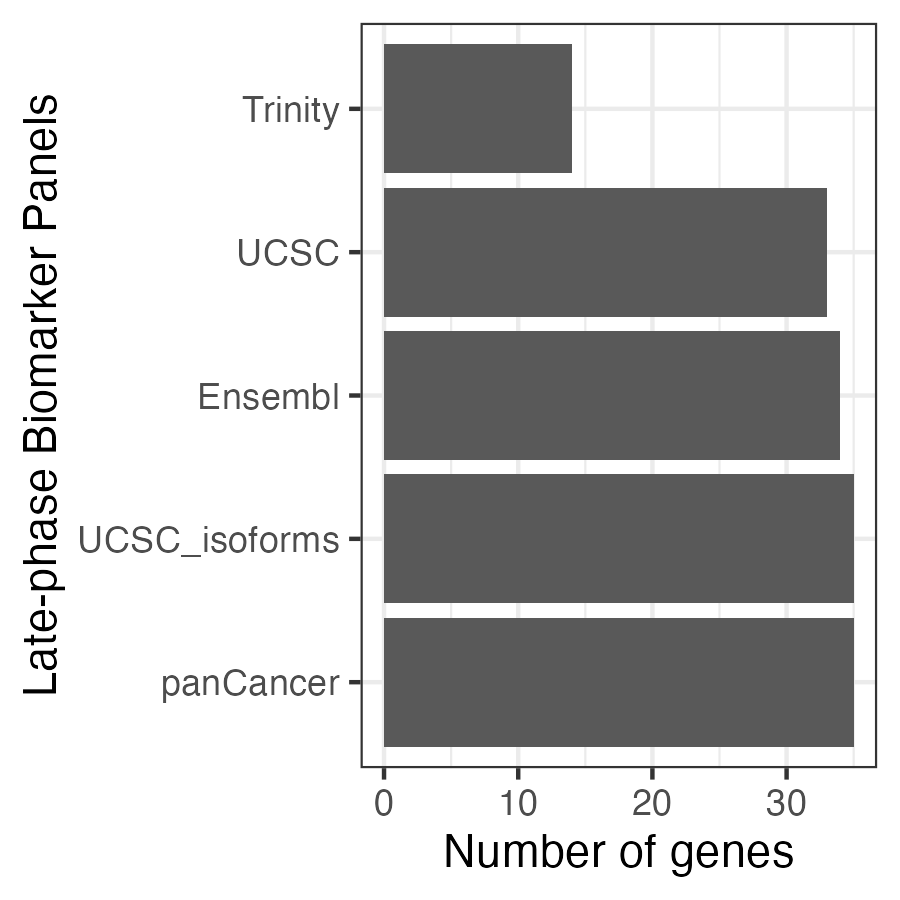 Late-phase Biomarker Panels
Trinity
UCSC
Ensembl
UCSC_isoforms
panCancer
0 10 20 30
Number of genes